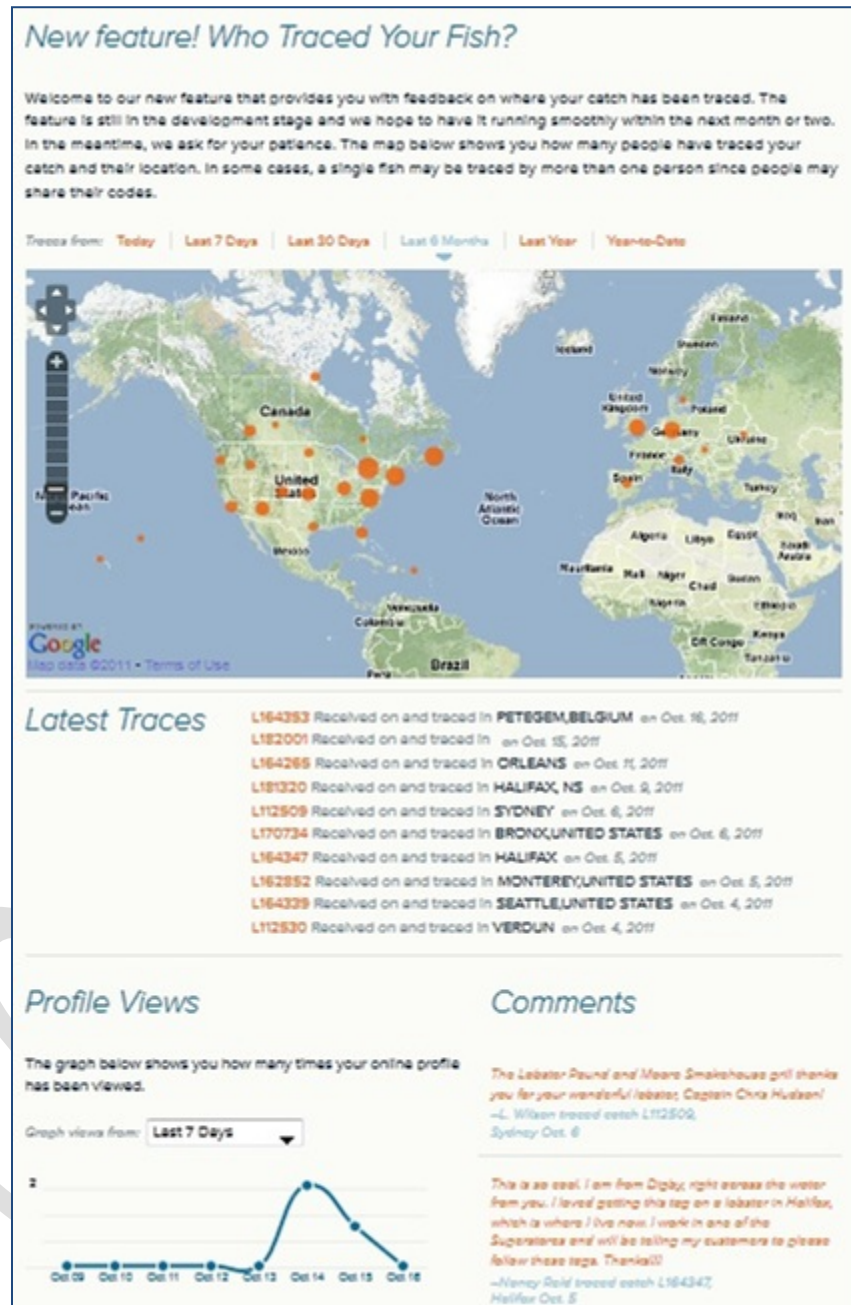 New feature! Who Traced Your Fish?
Welcome to our new feature that provides you with feedback on where your catch has been traced. The
feature is still in the development stage and we hope to have it running smoothly within the next month or two.
In the meantime, we ask for your patience. The map below shows you how many people have traced your
catch and their location. In some cases, a single fish may be traced by more than one person since people may
share their codes.
Traces from: Today Last 7 Days Last 30 Days Last 6 Months Last Year Year-to-Date
Finland
Iceland
Sweden
Norway
United Kingdom
Poland
Canada
Germany
Ukraine
France
United States
Italy
Spain
North Atlantic Ocean
Turkey
Iraq
Iran
Algeria
Libya
Egypt
Saudi Arabia
Mexico
Mauritania
Mali
Niger
Chad
Sudan
Venezuela
Nigeria
Ethiopia
Colombia
DR Congo
Kenya
Tanzania
Brazil
Peru
POWERED BY
Google
Map data ©2011 - Terms of Use
Latest Traces
L164353 Received on and traced in PETEGEM,BELGIUM on Oct. 16, 2011
L182001 Received on and traced in on Oct. 15, 2011
L164265 Received on and traced in ORLEANS on Oct. 11, 2011
L181320 Received on and traced in HALIFAX, NS on Oct. 9, 2011
L112509 Received on and traced in SYDNEY on Oct. 6, 2011
L170734 Received on and traced in BRONX,UNITED STATES on Oct. 6, 2011
L164347 Received on and traced in HALIFAX on Oct. 5, 2011
L162852 Received on and traced in MONTEREY,UNITED STATES on Oct. 5, 2011
L164339 Received on and traced in SEATTLE,UNITED STATES on Oct. 4, 2011
L112530 Received on and traced in VERDUN on Oct. 4, 2011
Profile Views
The graph below shows you how many times your online profile
has been viewed.
Graph views from: Last 7 Days
2
Oct 09 Oct 10 Oct 11 Oct 12 Oct 13 Oct 14 Oct 15 Oct 16
Comments
The Lobster Pound and Moore Smokehouse grill thanks
you for your wonderful lobster, Captain Chris Hudson!
–L. Wilson traced catch L112509,
Sydney Oct. 6
This is so cool. I am from Digby, right across the water
from you. I loved getting this tag on a lobster in Halifax,
which is where I live now. I work in one of the
Superstores and will be telling my customers to please
follow these tags. Thanks!!!
–Nancy Reid traced catch L164347,
Halifax Oct. 5